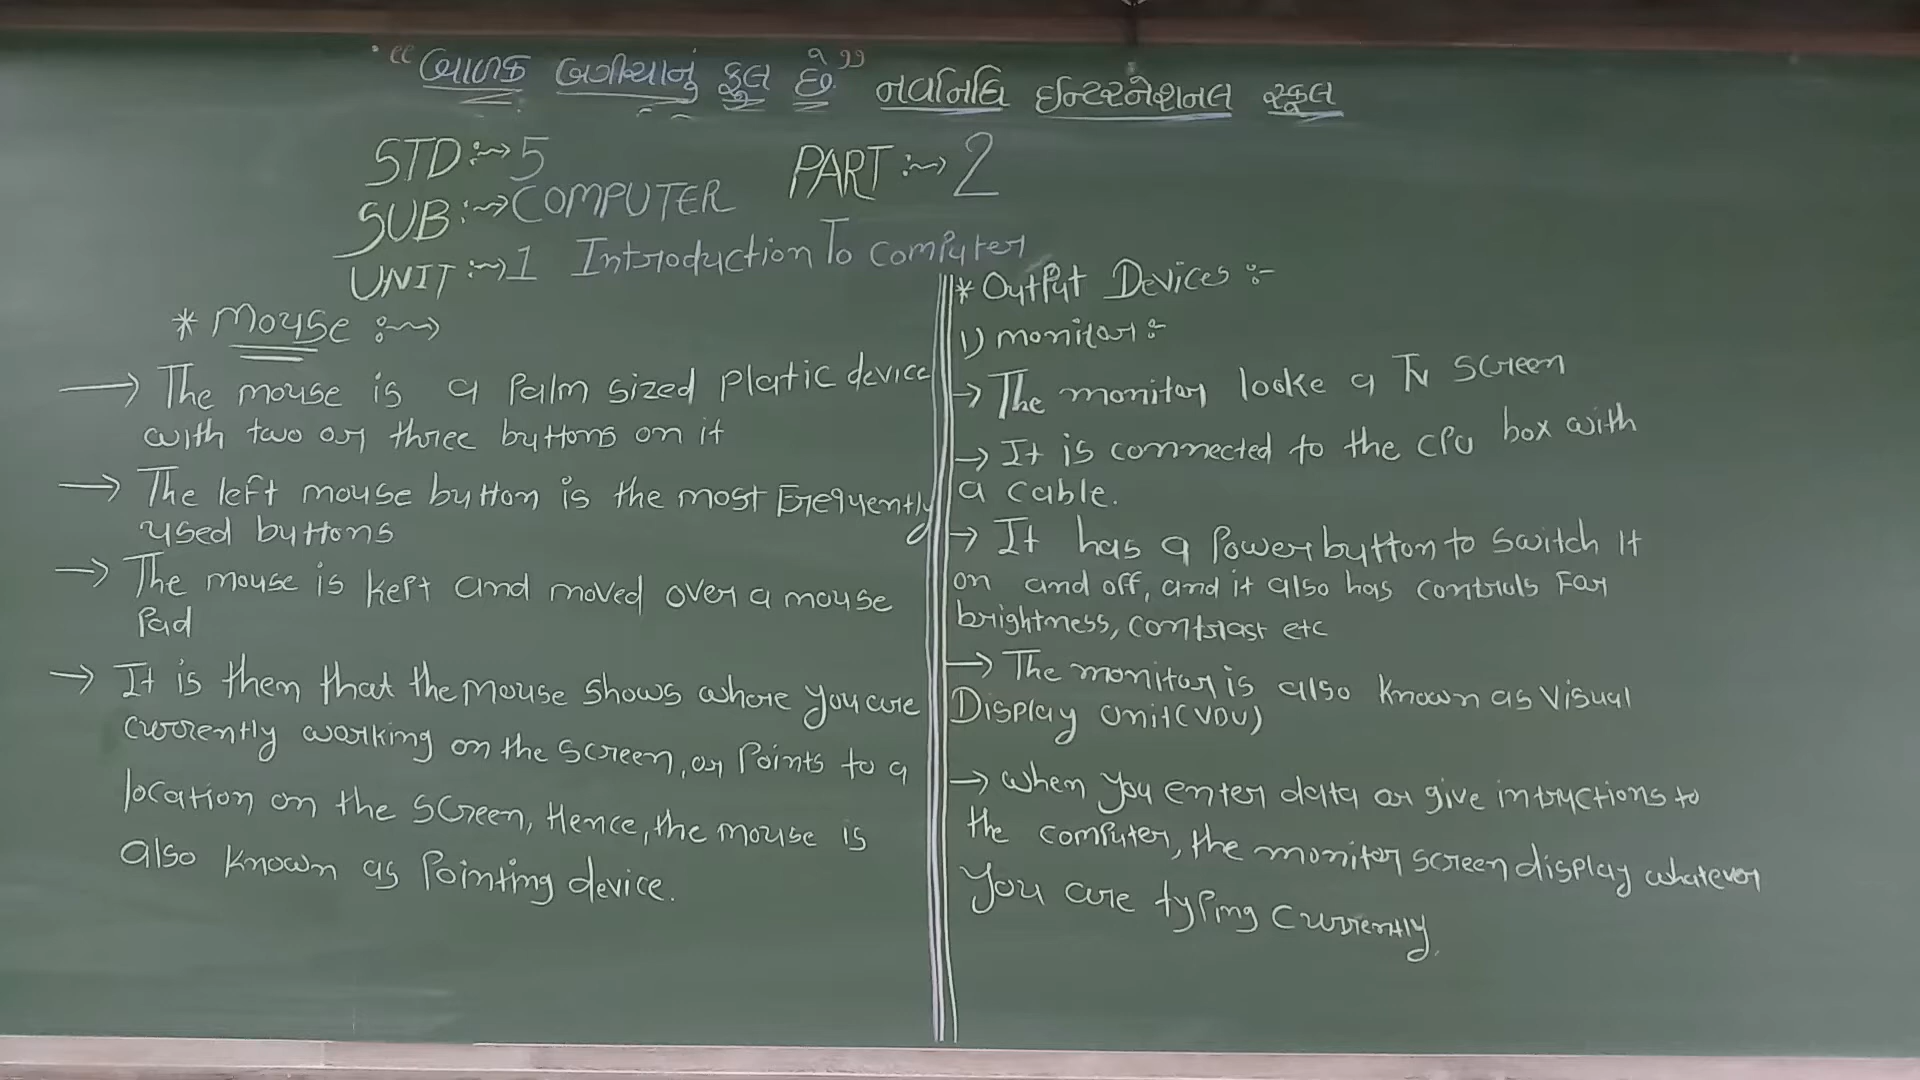 “બાળક બગીચાનું ફૂલ છે” નવનિધિ ઈન્ટરનેશનલ સ્કૂલ
STD:→ 5 PART:→ 2
SUB:→ COMPUTER
UNIT:→ 1 Introduction To Computer
* Mouse :→
→ The mouse is a Palm sized platic device
with two or three buttons on it
→ The left mouse button is the most Frequently
used buttons
→ The mouse is kept and moved over a mouse
Pad
→ It is them that the mouse shows where you are
currently working on the screen, or Points to a
location on the screen, Hence, the mouse is
also known as Pointing device.
* Output Devices :-
1) monitor :-
→ The monitor looke a TV screen
→ It is connected to the CPU box with
a cable.
→ It has a Power button to switch It
on and off, and it also has controls For
brightness, contrast etc
→ The monitor is also known as Visual
Display Unit(VDU)
→ When you enter data or give intructions to
the computer, the monitor screen display whatever
You are typing currently.